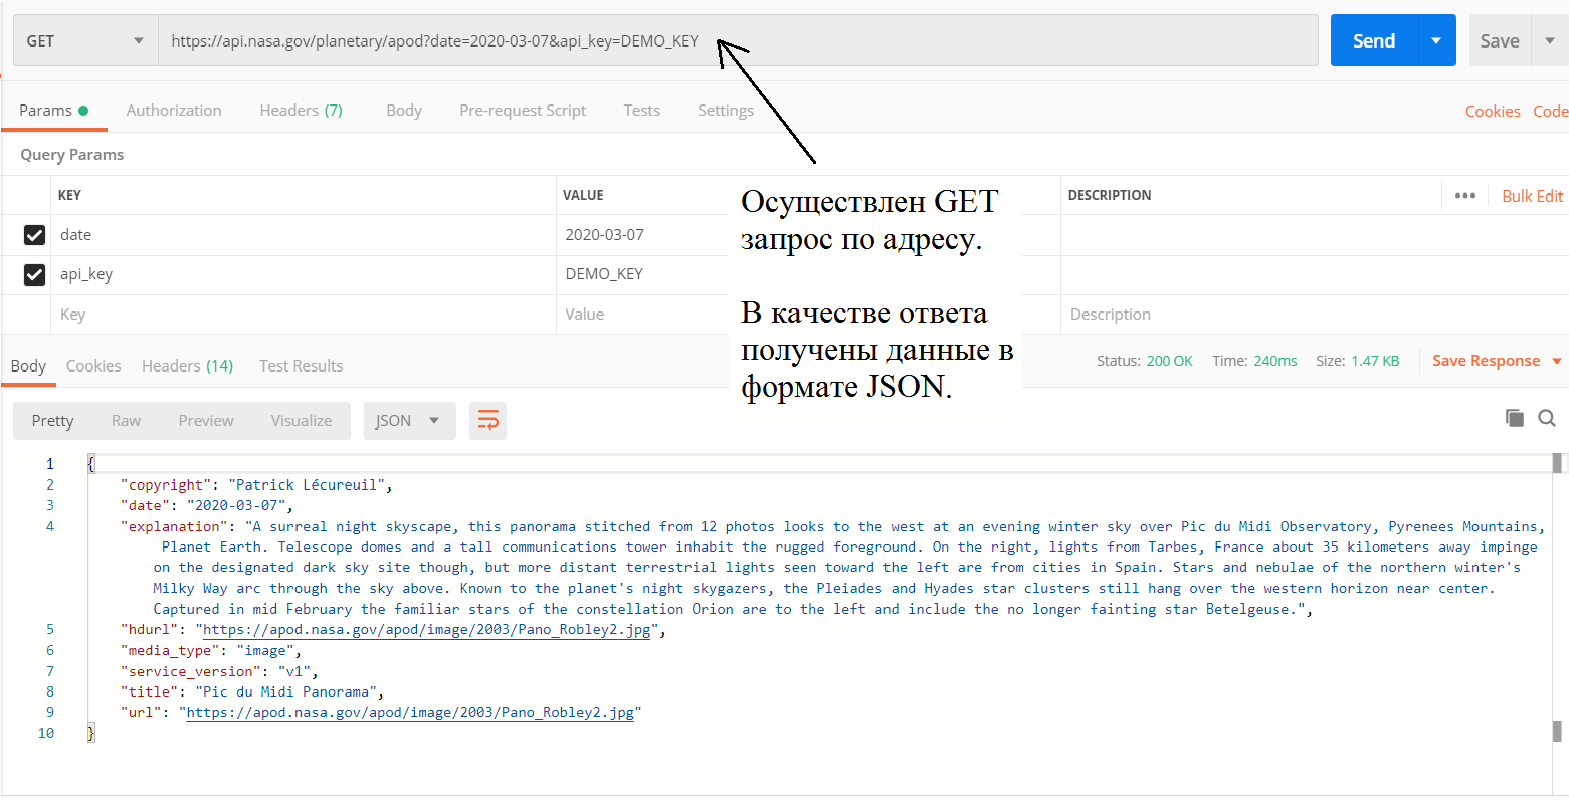 GET https://api.nasa.gov/planetary/apod?date=2020-03-07&api_key=DEMO_KEY Send Save
Params Authorization Headers (7) Body Pre-request Script Tests Settings Cookies Code
Query Params
KEY VALUE DESCRIPTION ••• Bulk Edit
date 2020-03-07
api_key DEMO_KEY
Key Value Description
Осуществлен GET
запрос по адресу.
В качестве ответа
получены данные в
формате JSON.
Body Cookies Headers (14) Test Results Status: 200 OK Time: 240ms Size: 1.47 KB Save Response
Pretty Raw Preview Visualize JSON
1 {
2 "copyright": "Patrick Lécureuil",
3 "date": "2020-03-07",
4 "explanation": "A surreal night skyscape, this panorama stitched from 12 photos looks to the west at an evening winter sky over Pic du Midi Observatory, Pyrenees Mountains,
Planet Earth. Telescope domes and a tall communications tower inhabit the rugged foreground. On the right, lights from Tarbes, France about 35 kilometers away impinge
on the designated dark sky site though, but more distant terrestrial lights seen toward the left are from cities in Spain. Stars and nebulae of the northern winter's
Milky Way arc through the sky above. Known to the planet's night skygazers, the Pleiades and Hyades star clusters still hang over the western horizon near center.
Captured in mid February the familiar stars of the constellation Orion are to the left and include the no longer fainting star Betelgeuse.",
5 "hdurl": "https://apod.nasa.gov/apod/image/2003/Pano_Robley2.jpg",
6 "media_type": "image",
7 "service_version": "v1",
8 "title": "Pic du Midi Panorama",
9 "url": "https://apod.nasa.gov/apod/image/2003/Pano_Robley2.jpg"
10 }